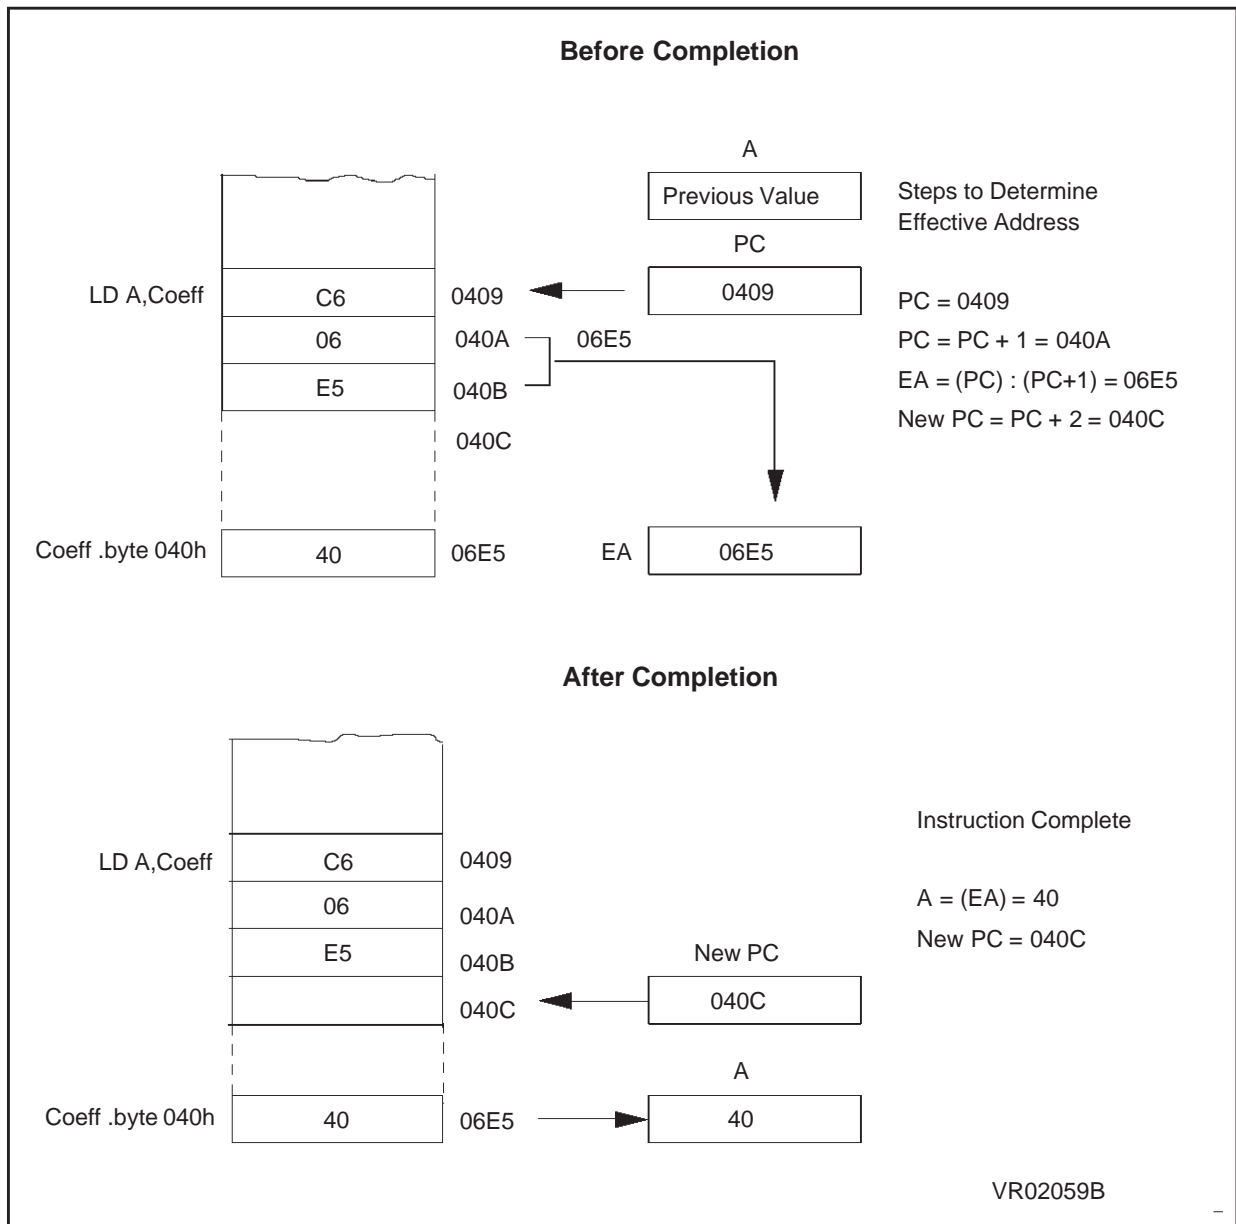 Before Completion
A
Previous Value
Steps to Determine
Effective Address
PC
LD A,Coeff
C6
0409
0409
PC = 0409
06
040A
06E5
PC = PC + 1 = 040A
E5
040B
EA = (PC) : (PC+1) = 06E5
040C
New PC = PC + 2 = 040C
Coeff .byte 040h
40
06E5
EA
06E5
After Completion
Instruction Complete
LD A,Coeff
C6
0409
06
040A
A = (EA) = 40
E5
040B
New PC
New PC = 040C
040C
040C
A
Coeff .byte 040h
40
06E5
40
VR02059B